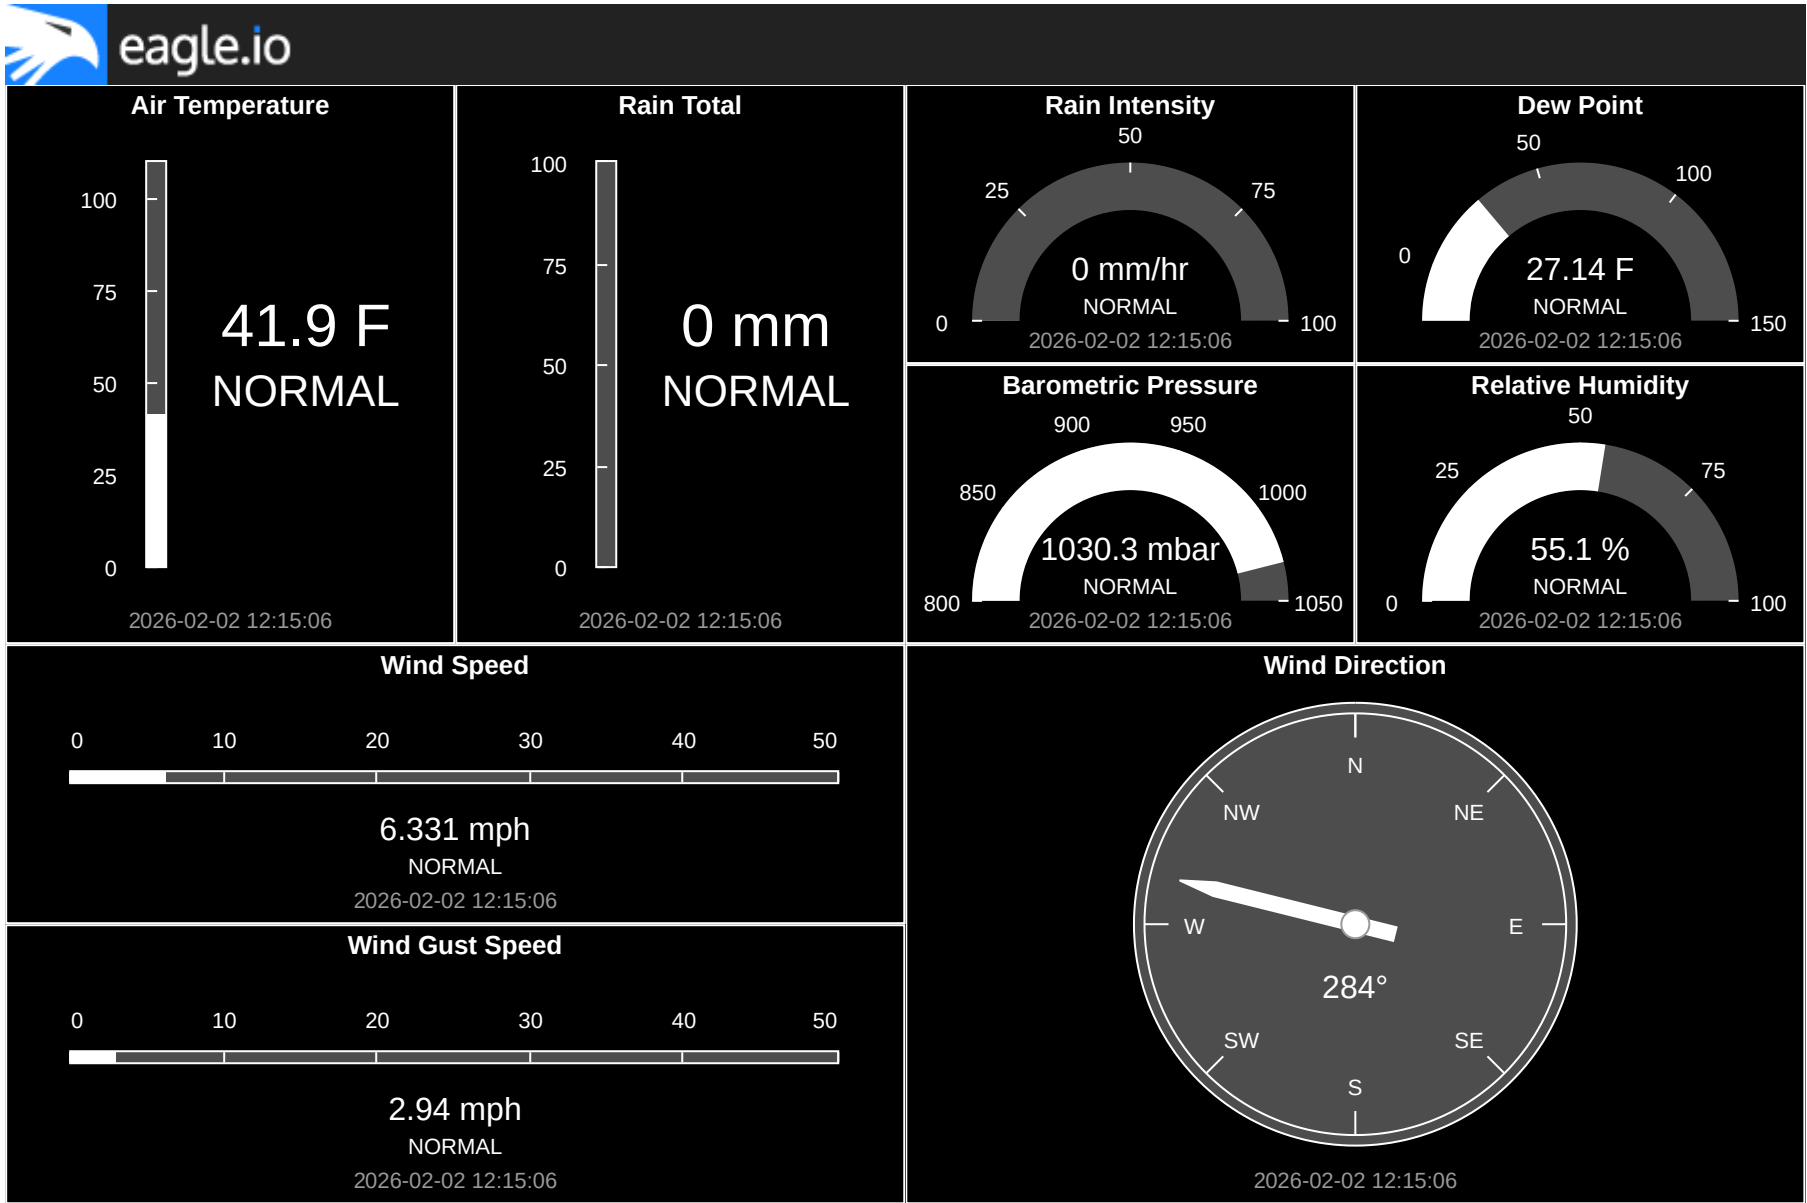 eagle.io
Air Temperature
100
75
50
25
0
41.9 F
NORMAL
2026-02-02 12:15:06
Rain Total
100
75
50
25
0
0 mm
NORMAL
2026-02-02 12:15:06
Rain Intensity
0
25
50
75
100
0 mm/hr
NORMAL
2026-02-02 12:15:06
Dew Point
0
50
100
150
27.14 F
NORMAL
2026-02-02 12:15:06
Barometric Pressure
800
850
900
950
1000
1050
1030.3 mbar
NORMAL
2026-02-02 12:15:06
Relative Humidity
0
25
50
75
100
55.1 %
NORMAL
2026-02-02 12:15:06
Wind Speed
0 10 20 30 40 50
6.331 mph
NORMAL
2026-02-02 12:15:06
Wind Gust Speed
0 10 20 30 40 50
2.94 mph
NORMAL
2026-02-02 12:15:06
Wind Direction
N
NW NE
W E
284°
SW SE
S
2026-02-02 12:15:06